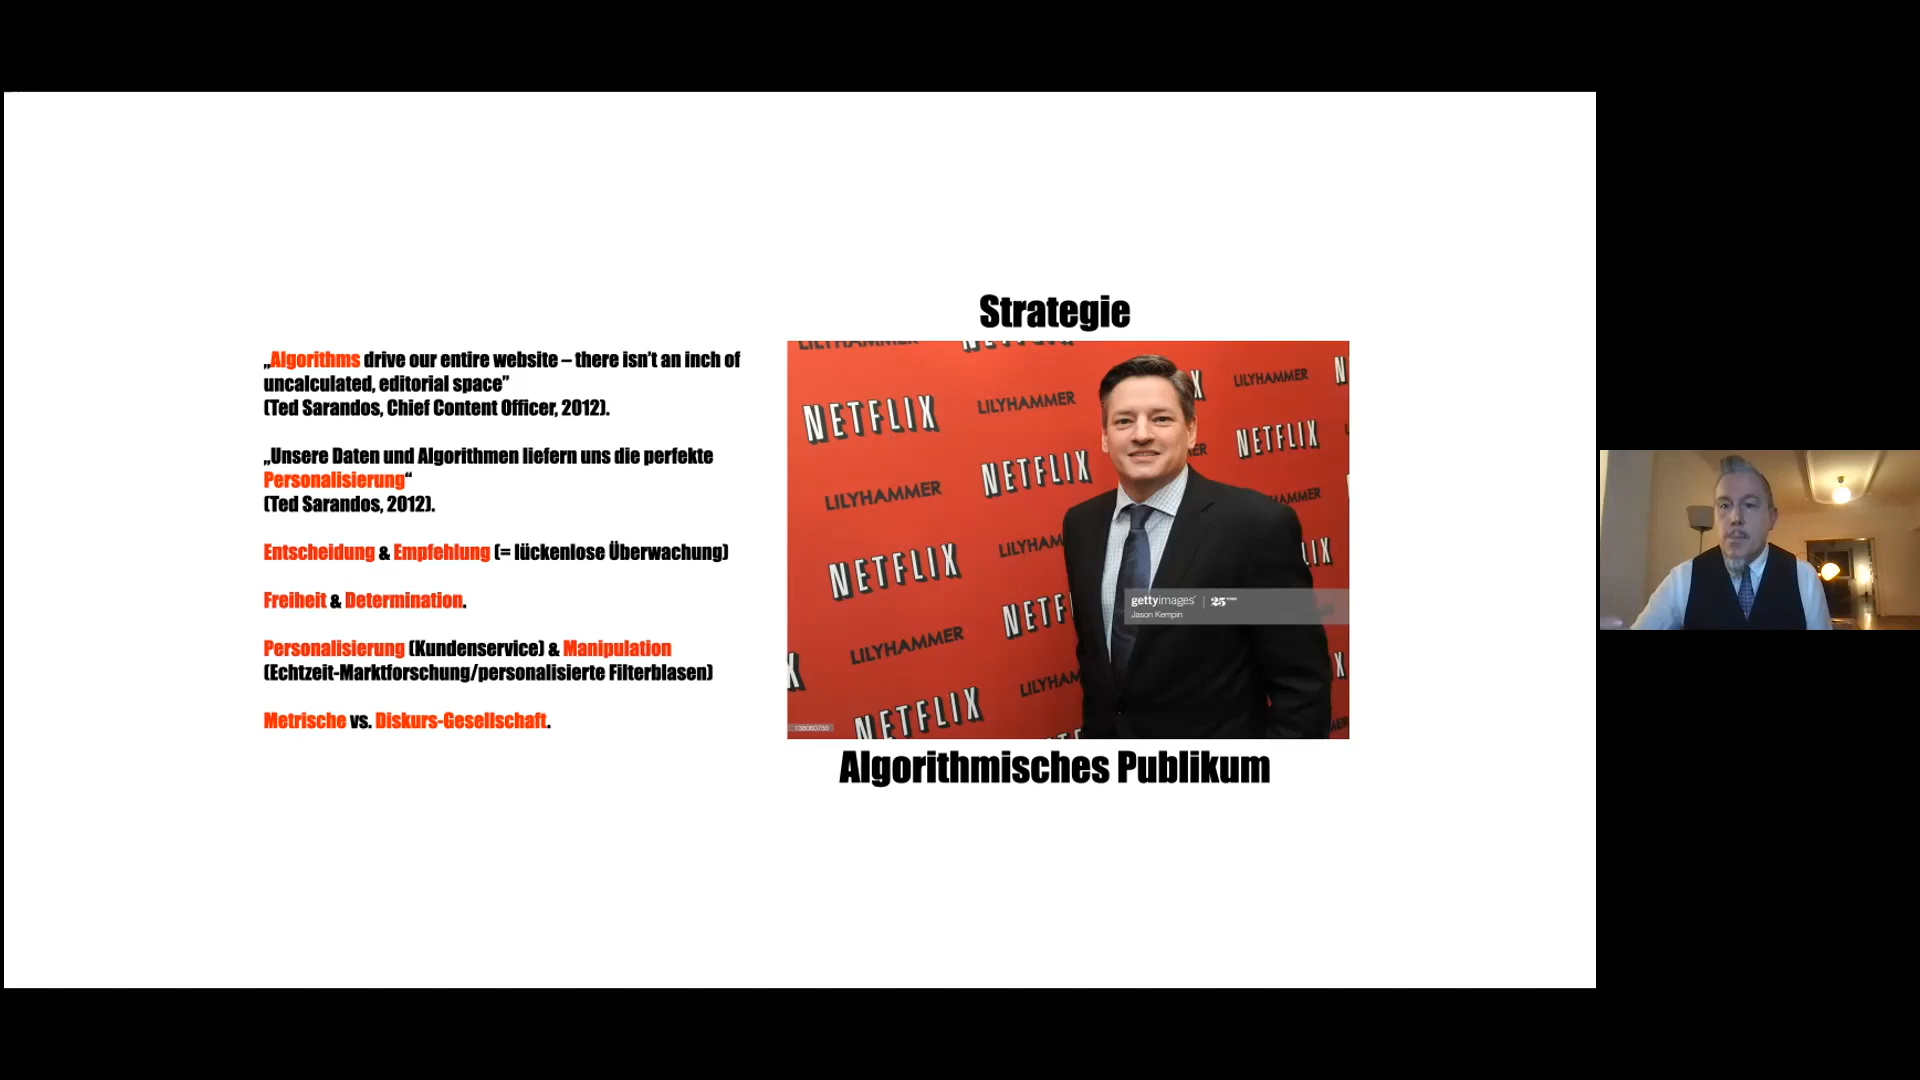 Strategie
„Algorithms drive our entire website – there isn’t an inch of
uncalculated, editorial space”
(Ted Sarandos, Chief Content Officer, 2012).
„Unsere Daten und Algorithmen liefern uns die perfekte
Personalisierung“
(Ted Sarandos, 2012).
Entscheidung & Empfehlung (= lückenlose Überwachung)
Freiheit & Determination.
Personalisierung (Kundenservice) & Manipulation
(Echtzeit-Marktforschung/personalisierte Filterblasen)
Metrische vs. Diskurs-Gesellschaft.
LILYHAMMER
NETFLIX
LILYHAMMER
LILYHAMMER
NETFLIX
NETFLIX
LILYHAMMER
NETFLIX
LILYHAMMER
NETFLIX
gettyimages
Jason Kempin
25
Algorithmisches Publikum